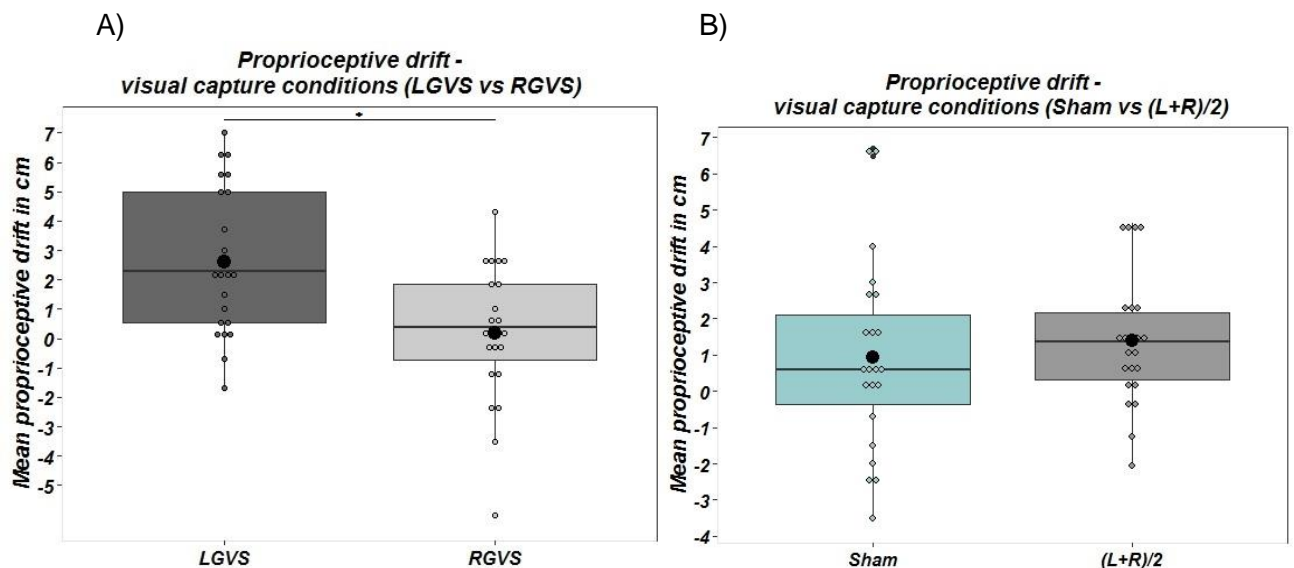 A)
Proprioceptive drift -
visual capture conditions (LGVS vs RGVS)
*
Mean proprioceptive drift in cm
7
6
5
4
3
2
1
0
-1
-2
-3
-4
-5
LGVS
RGVS
B)
Proprioceptive drift -
visual capture conditions (Sham vs (L+R)/2)
Mean proprioceptive drift in cm
7
6
5
4
3
2
1
0
-1
-2
-3
-4
Sham
(L+R)/2